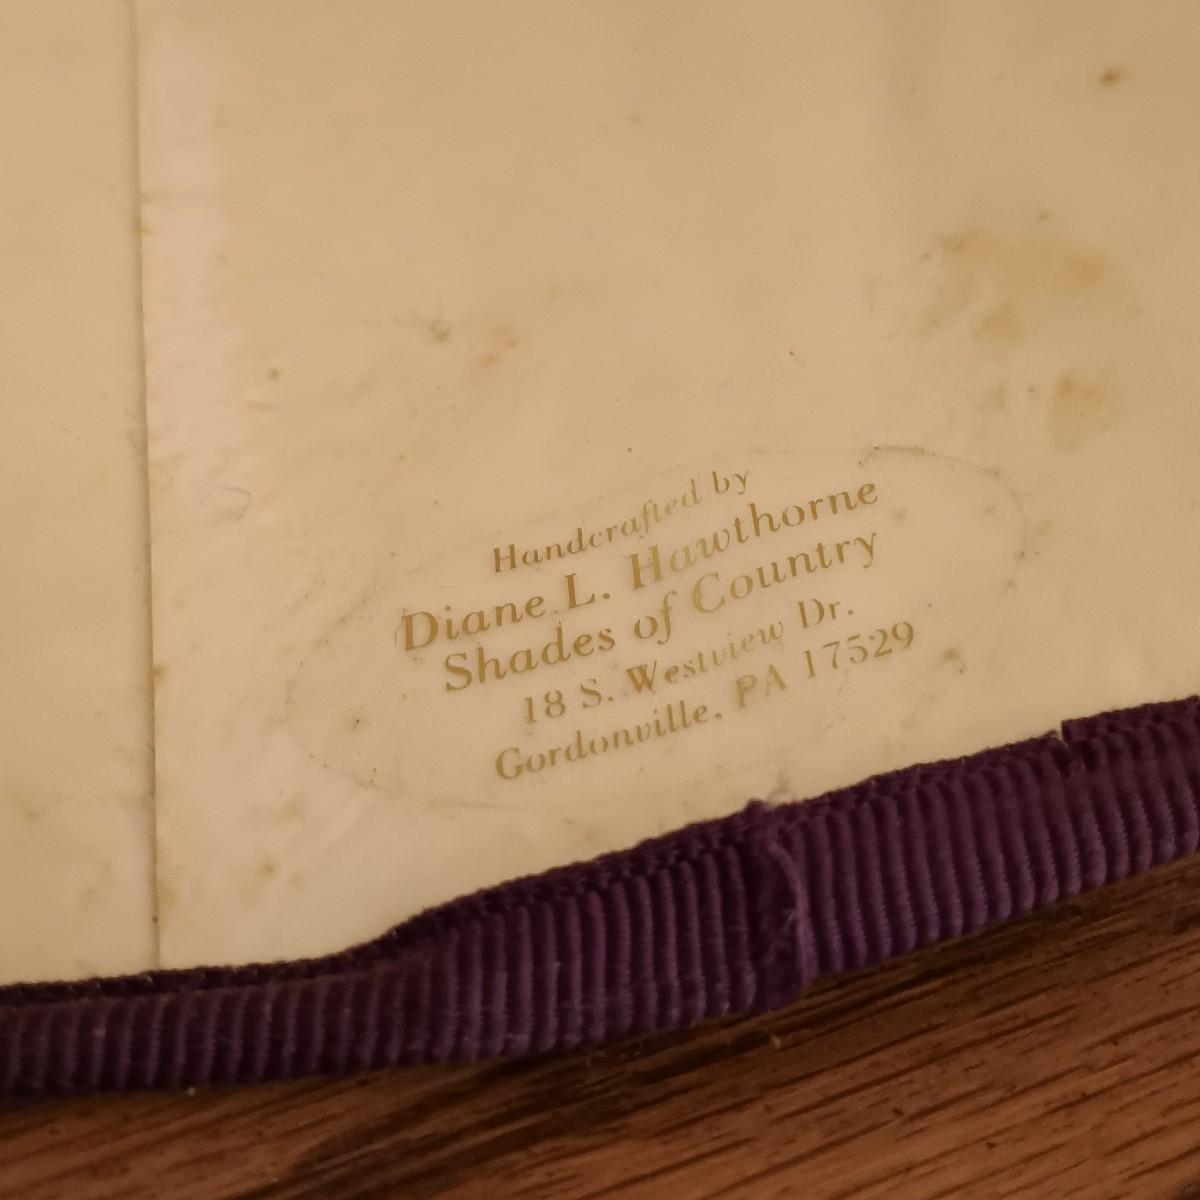 Handcrafted by
Diane L. Hawthorne
Shades of Country
18 S. Westview Dr.
Gordonville, PA 17529